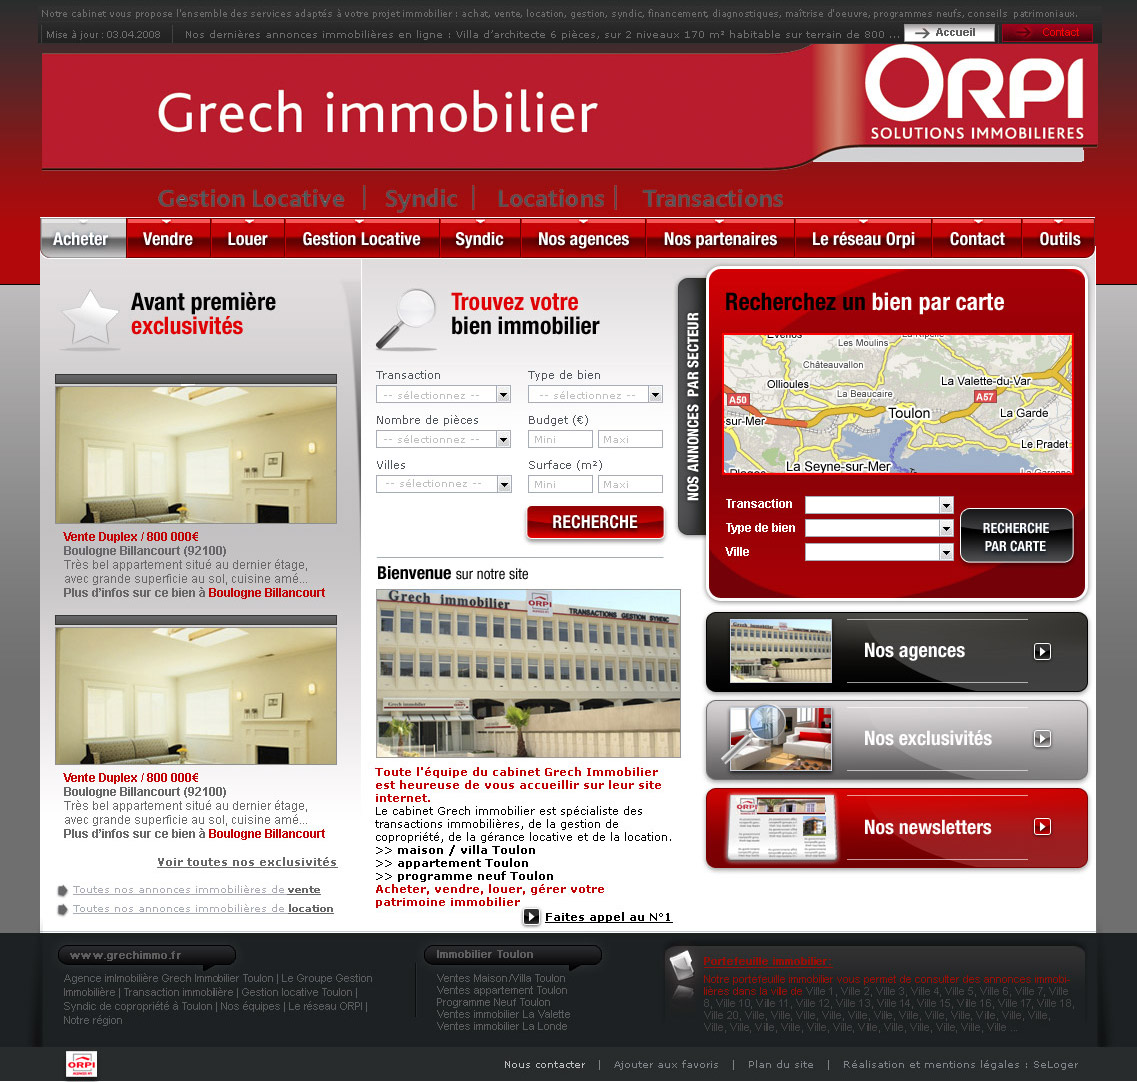 Notre cabinet vous propose l'ensemble des services adaptés à votre projet immobilier : achat, vente, location, gestion, syndic, financement, diagnostiques, maîtrise d'oeuvre, programmes neufs, conseils patrimoniaux.
Mise à jour : 03.04.2008
Nos dernières annonces immobilières en ligne : Villa d'architecte 6 pièces, sur 2 niveaux 170 m² habitable sur terrain de 800 ...
Accueil
Contact
Grech immobilier
ORPI
SOLUTIONS IMMOBILIERES
Gestion Locative | Syndic | Locations | Transactions
Acheter
Vendre
Louer
Gestion Locative
Syndic
Nos agences
Nos partenaires
Le réseau Orpi
Contact
Outils
Avant première
exclusivités
Vente Duplex / 800 000€
Boulogne Billancourt (92100)
Très bel appartement situé au dernier étage,
avec grande superficie au sol, cuisine amé...
Plus d'infos sur ce bien à Boulogne Billancourt
Vente Duplex / 800 000€
Boulogne Billancourt (92100)
Très bel appartement situé au dernier étage,
avec grande superficie au sol, cuisine amé...
Plus d'infos sur ce bien à Boulogne Billancourt
Voir toutes nos exclusivités
Toutes nos annonces immobilières de vente
Toutes nos annonces immobilières de location
Trouvez votre
bien immobilier
Transaction
Type de bien
-- sélectionnez --
-- sélectionnez --
Nombre de pièces
Budget (€)
-- sélectionnez --
Mini
Maxi
Villes
Surface (m²)
-- sélectionnez --
Mini
Maxi
RECHERCHE
Bienvenue sur notre site
Grech immobilier
ORPI
TRANSACTIONS GESTION SYNDIC
Grech immobilier
Toute l'équipe du cabinet Grech Immobilier
est heureuse de vous accueillir sur leur site
internet.
Le cabinet Grech immobilier est spécialiste des
transactions immobilières, de la gestion de
copropriété, de la gérance locative et de la location.
>> maison / villa Toulon
>> appartement Toulon
>> programme neuf Toulon
Acheter, vendre, louer, gérer votre
patrimoine immobilier
Faites appel au N°1
NOS ANNONCES PAR SECTEUR
Recherchez un bien par carte
Evenos
La Ripelle
Les Moulins
Châteauvallon
Ollioules
La Valette-du-Var
La Beaucaire
A50
A57
Toulon
La Garde
sur-Mer
Le Pradet
La Seyne-sur-Mer
La Garonne
Transaction
Type de bien
Ville
RECHERCHE
PAR CARTE
Nos agences
Nos exclusivités
ORPI
Nos newsletters
www.grechimmo.fr
Agence imlmobilière Grech Immobilier Toulon | Le Groupe Gestion
Immobilière | Transaction immobilière | Gestion locative Toulon |
Syndic de copropriété à Toulon | Nos équipes | Le réseau ORPI |
Notre région
Immobilier Toulon
Ventes Maison/Villa Toulon
Ventes appartement Toulon
Programme Neuf Toulon
Ventes immobilier La Valette
Ventes immobilier La Londe
Portefeuille immobilier:
Notre portefeuille immobilier vous permet de consulter des annonces immobi-
lières dans la ville de Ville 1, Ville 2, Ville 3, Ville 4, Ville 5, Ville 6, Ville 7, Ville
8, Ville 10, Ville 11, Ville 12, Ville 13, Ville 14, Ville 15, Ville 16, Ville 17, Ville 18,
Ville 20, Ville, Ville, Ville, Ville, Ville, Ville, Ville, Ville, Ville, Ville, Ville, Ville,
Ville, Ville, Ville, Ville, Ville, Ville, Ville, Ville, Ville, Ville, Ville, Ville ...
ORPI
Nous contacter | Ajouter aux favoris | Plan du site | Réalisation et mentions légales : SeLoger